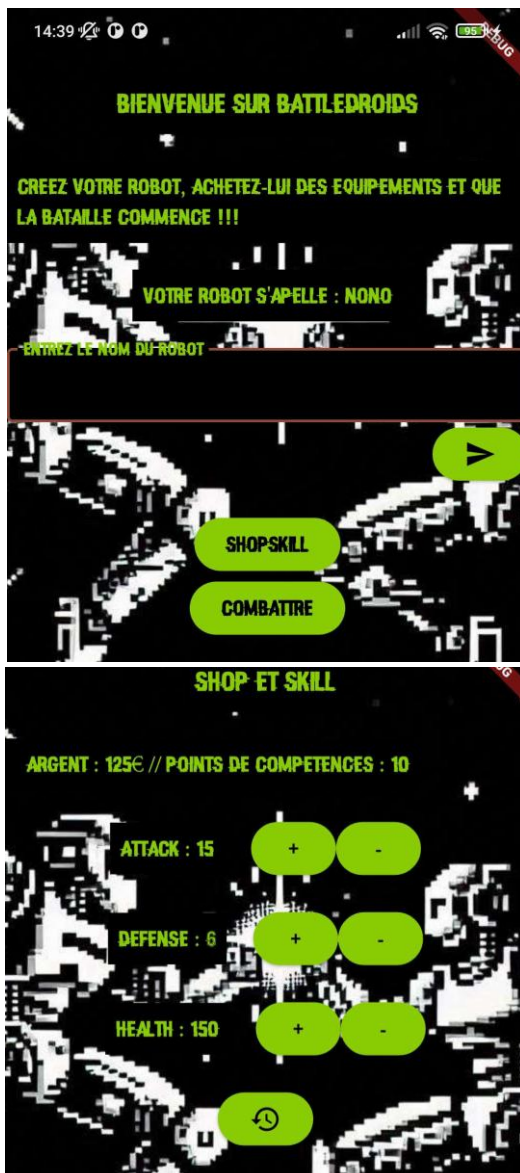 14:39
95
DEBUG
BIENVENUE SUR BATTLEDROIDS
CREEZ VOTRE ROBOT, ACHETEZ-LUI DES EQUIPEMENTS ET QUE
LA BATAILLE COMMENCE !!!
VOTRE ROBOT S'APELLE : NONO
ENTREZ LE NOM DU ROBOT
SHOPSKILL
COMBATTRE
UG
SHOP ET SKILL
ARGENT : 125€ // POINTS DE COMPETENCES : 10
ATTACK : 15
+ -
DEFENSE : 6
+ -
HEALTH : 150
+ -